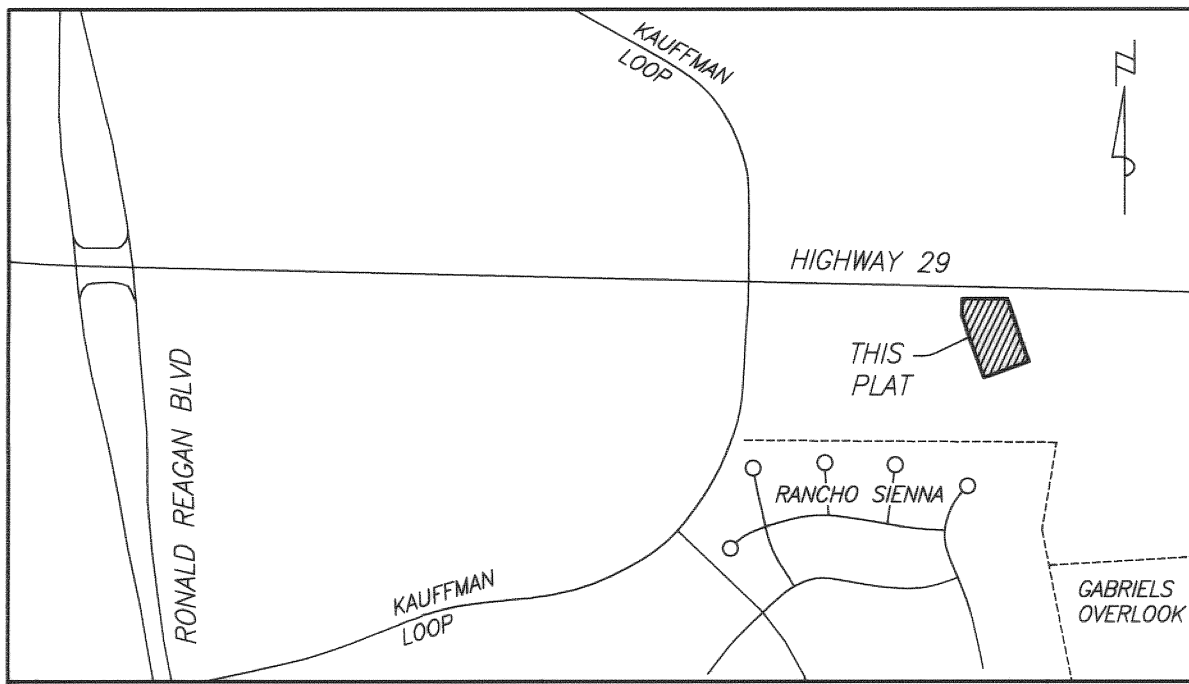 KAUFFMAN
LOOP
N
HIGHWAY 29
THIS
PLAT
RONALD REAGAN BLVD
RANCHO SIENNA
KAUFFMAN
LOOP
GABRIELS
OVERLOOK